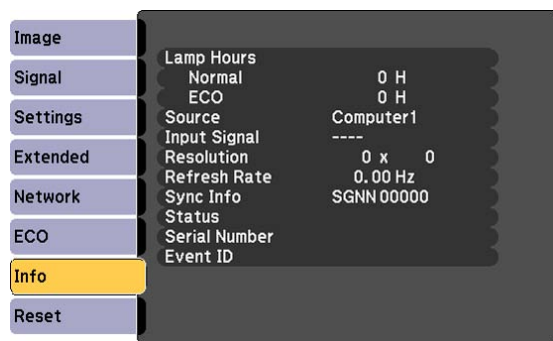 Image
Signal
Settings
Extended
Network
ECO
Info
Reset
Lamp Hours
Normal 0 H
ECO 0 H
Source Computer1
Input Signal ----
Resolution 0 x 0
Refresh Rate 0.00 Hz
Sync Info SGNN 00000
Status
Serial Number
Event ID